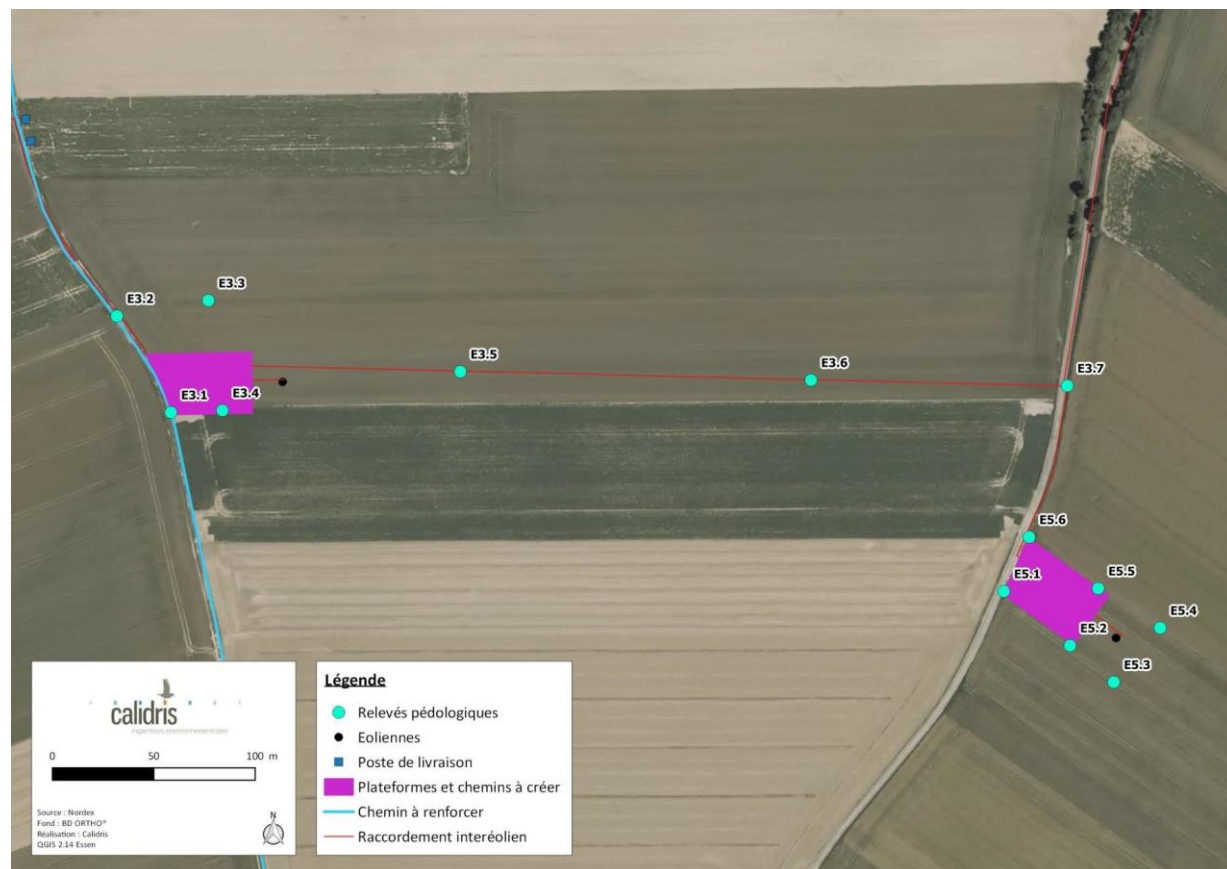 E3.3
E3.2
E3.5
E3.6
E3.7
E3.1
E3.4
E5.6
E5.5
E5.1
E5.4
E5.2
E5.3
calidris
expertises environnementales
0 50 100 m
Source : Nordex
Fond : BD ORTHO®
Réalisation : Calidris
QGIS 2.14 Essen
N
Légende
Relevés pédologiques
Eoliennes
Poste de livraison
Plateformes et chemins à créer
Chemin à renforcer
Raccordement interéolien